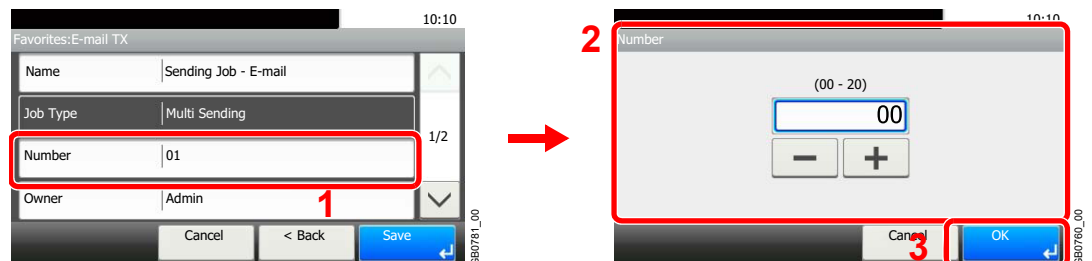 10:10
Favorites:E-mail TX
Name Sending Job - E-mail
Job Type Multi Sending
1/2
Number 01
Owner Admin
1
Cancel < Back Save
GB0781_00
10:10
2
Number
(00 - 20)
00
Cancel OK
3
GB0760_00